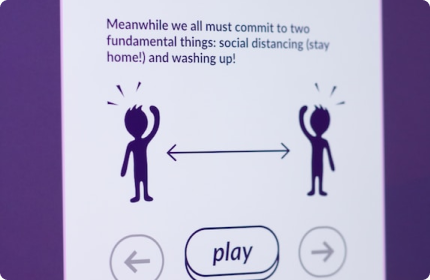 Meanwhile we all must commit to two
fundamental things: social distancing (stay
home!) and washing up!
play